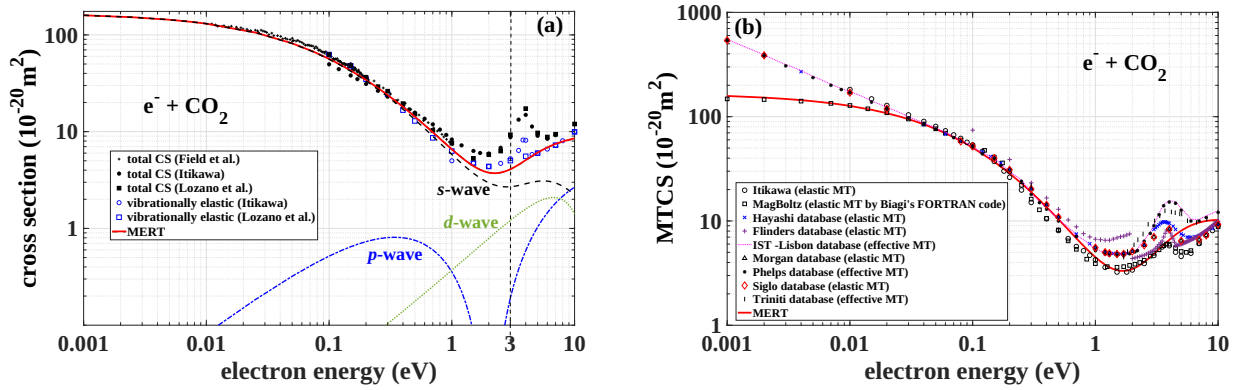 (a)
cross section (10⁻²⁰ m²)
100
10
1
e⁻ + CO₂
total CS (Field et al.)
total CS (Itikawa)
total CS (Lozano et al.)
vibrationally elastic (Itikawa)
vibrationally elastic (Lozano et al.)
MERT
s-wave
d-wave
p-wave
0.001 0.01 0.1 1 3 10
electron energy (eV)
(b)
MTCS (10⁻²⁰ m²)
1000
100
10
1
e⁻ + CO₂
Itikawa (elastic MT)
MagBoltz (elastic MT by Biagi's FORTRAN code)
Hayashi database (elastic MT)
Flinders database (elastic MT)
IST -Lisbon database (effective MT)
Morgan database (elastic MT)
Phelps database (effective MT)
Siglo database (elastic MT)
Triniti database (effective MT)
MERT
0.001 0.01 0.1 1 10
electron energy (eV)